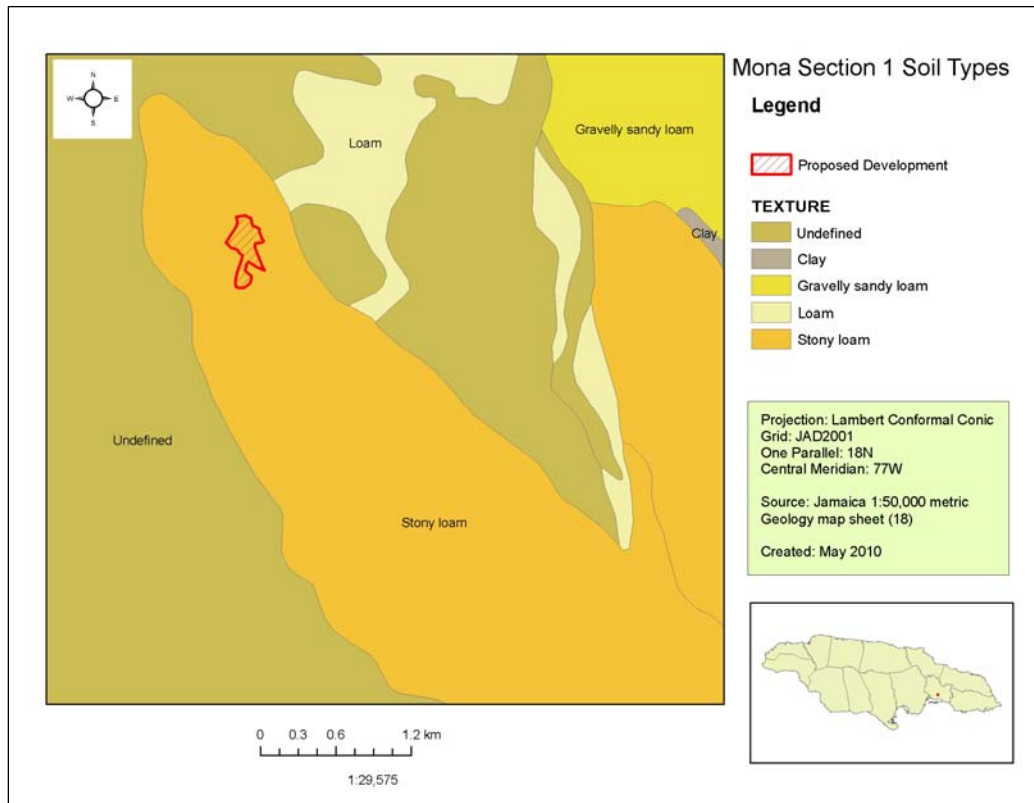 Mona Section 1 Soil Types
Legend
Proposed Development
TEXTURE
Undefined
Clay
Gravelly sandy loam
Loam
Stony loam
N
W E
S
Loam
Gravelly sandy loam
Clay
Undefined
Stony loam
Projection: Lambert Conformal Conic
Grid: JAD2001
One Parallel: 18N
Central Meridian: 77W
Source: Jamaica 1:50,000 metric
Geology map sheet (18)
Created: May 2010
0 0.3 0.6 1.2 km
1:29,575